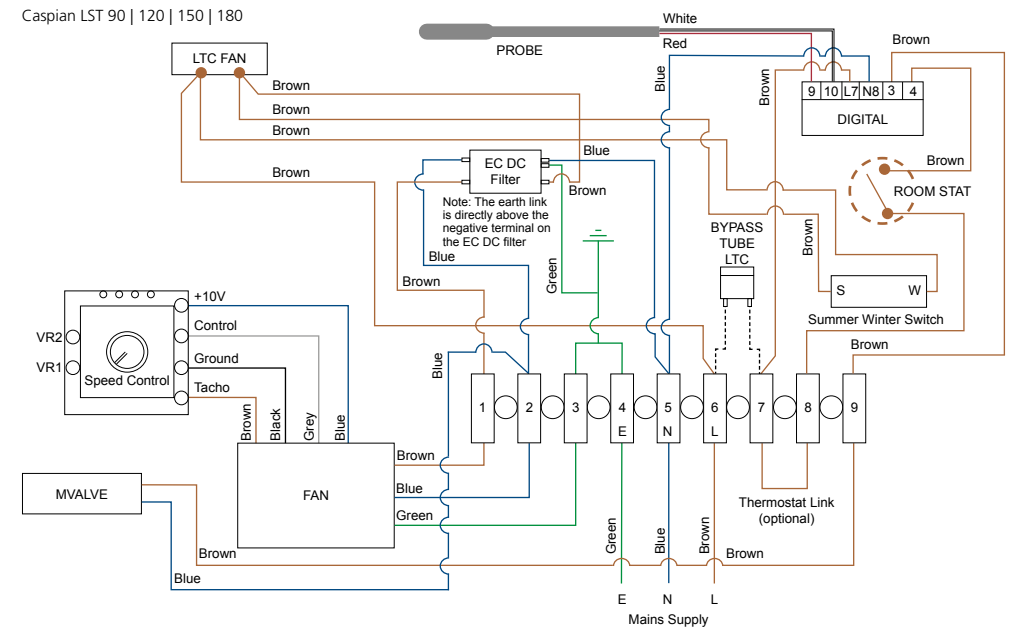 Caspian LST 90 | 120 | 150 | 180
White
PROBE
Red
Brown
LTC FAN
Blue
Brown
Brown
9 10 L7 N8 3 4
Brown
DIGITAL
Brown
Blue
EC DC
Filter
Brown
Brown
Brown
ROOM STAT
Note: The earth link
is directly above the
negative terminal on
the EC DC filter
BYPASS
TUBE
LTC
Brown
Blue
Green
Brown
S W
Summer Winter Switch
+10V
Control
VR2
Ground
VR1
Speed Control
Tacho
Blue
Brown
Brown
Black
Grey
Blue
1 2 3 4 5 6 7 8 9
E N L
Brown
FAN
Blue
Green
MVALVE
Thermostat Link
(optional)
Green
Blue
Brown
Brown
Brown
Blue
E N L
Mains Supply